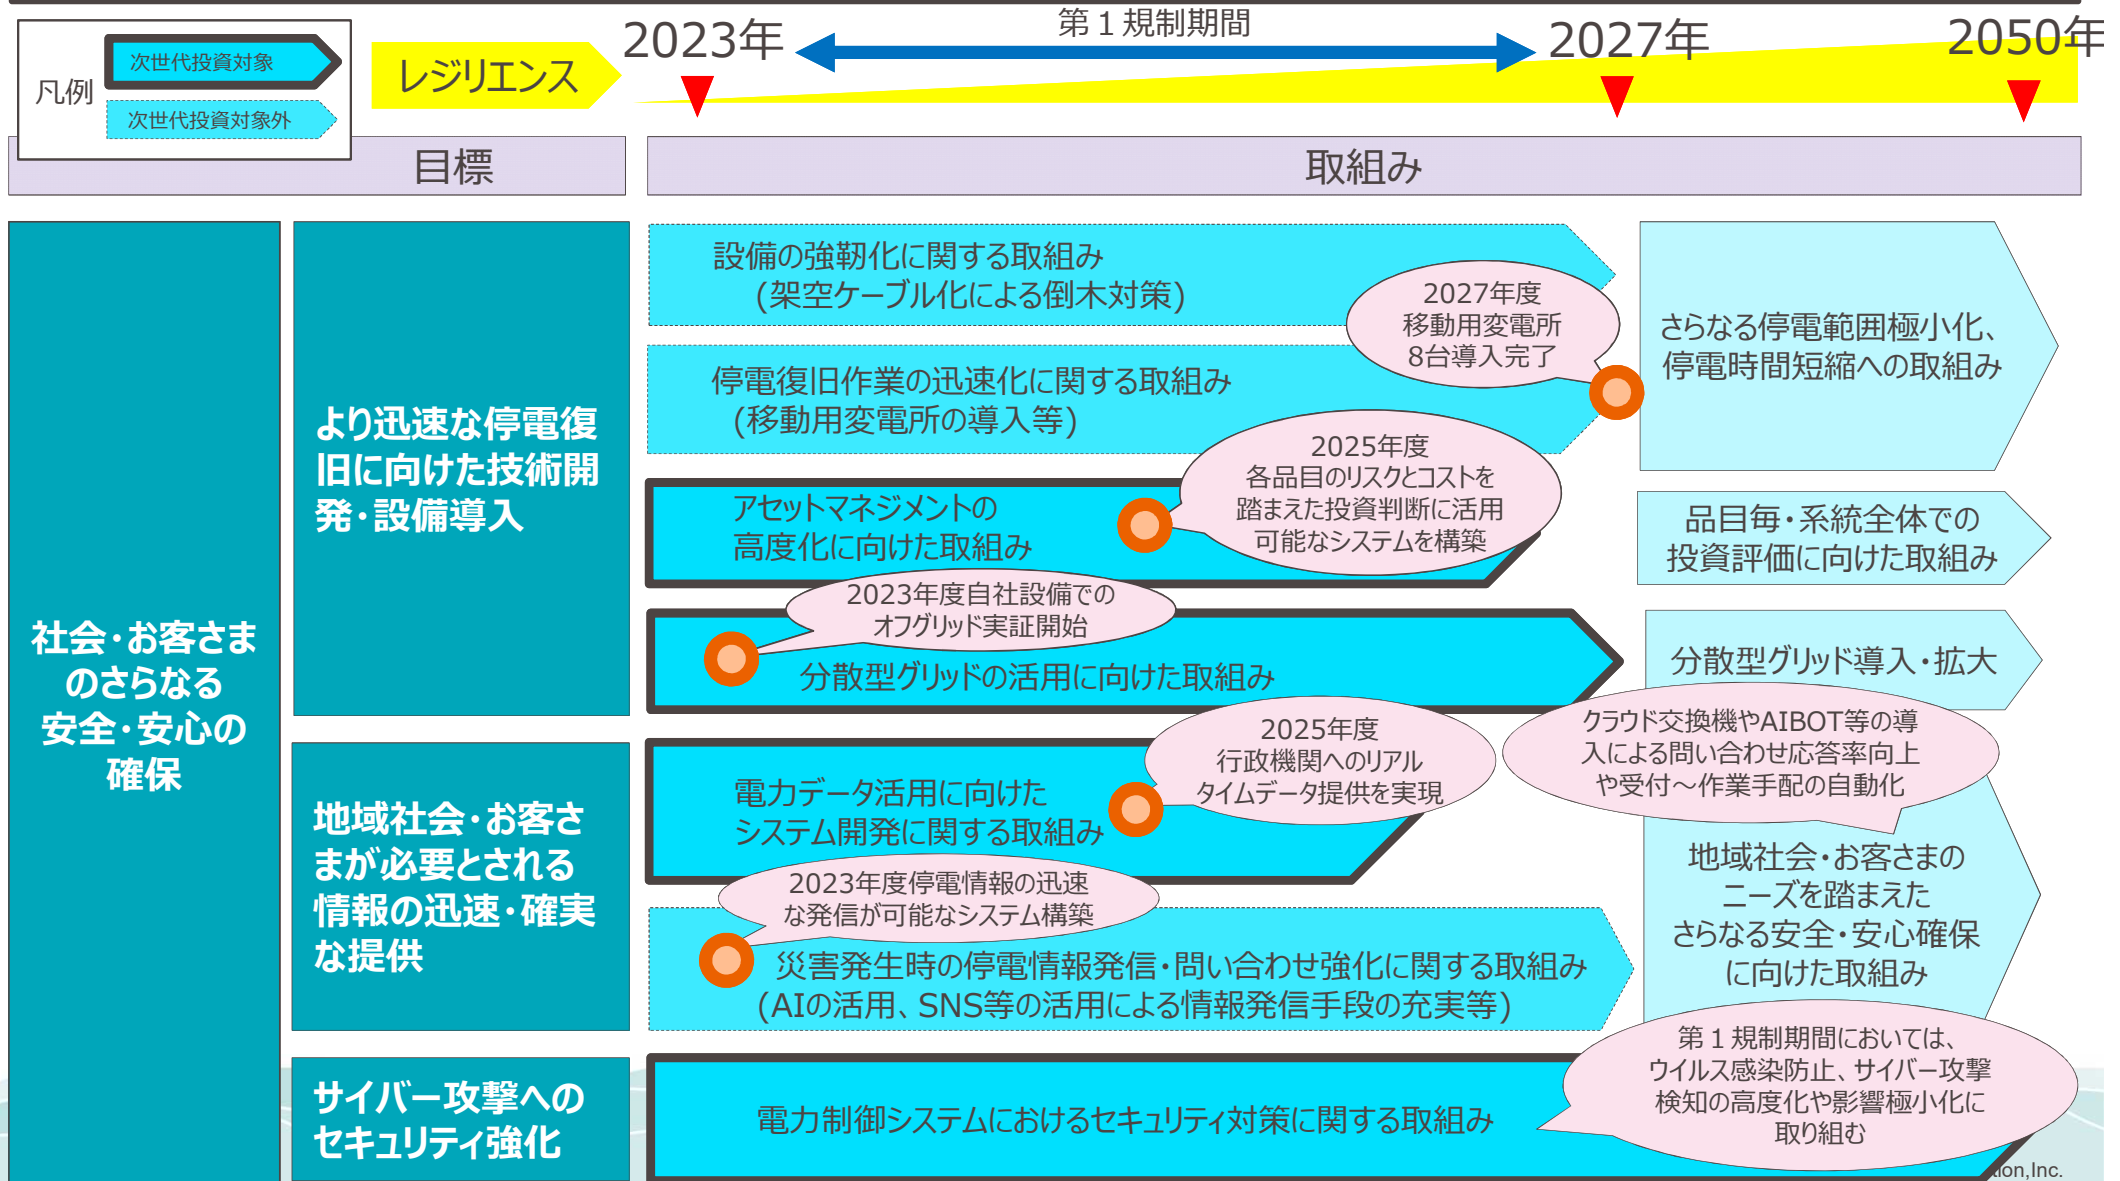 凡例
次世代投資対象
次世代投資対象外
レジリエンス
2023年
第１規制期間
2027年
2050年
目標
取組み
社会・お客さま
のさらなる
安全・安心の
確保
より迅速な停電復
旧に向けた技術開
発・設備導入
設備の強靭化に関する取組み
(架空ケーブル化による倒木対策)
2027年度
移動用変電所
8台導入完了
停電復旧作業の迅速化に関する取組み
(移動用変電所の導入等)
さらなる停電範囲極小化、
停電時間短縮への取組み
アセットマネジメントの
高度化に向けた取組み
2025年度
各品目のリスクとコストを
踏まえた投資判断に活用
可能なシステムを構築
品目毎・系統全体での
投資評価に向けた取組み
2023年度自社設備での
オフグリッド実証開始
分散型グリッドの活用に向けた取組み
分散型グリッド導入・拡大
地域社会・お客さ
まが必要とされる
情報の迅速・確実
な提供
電力データ活用に向けた
システム開発に関する取組み
2025年度
行政機関へのリアル
タイムデータ提供を実現
クラウド交換機やAIBOT等の導
入による問い合わせ応答率向上
や受付～作業手配の自動化
2023年度停電情報の迅速
な発信が可能なシステム構築
災害発生時の停電情報発信・問い合わせ強化に関する取組み
(AIの活用、SNS等の活用による情報発信手段の充実等)
地域社会・お客さまの
ニーズを踏まえた
さらなる安全・安心確保
に向けた取組み
サイバー攻撃への
セキュリティ強化
電力制御システムにおけるセキュリティ対策に関する取組み
第１規制期間においては、
ウイルス感染防止、サイバー攻撃
検知の高度化や影響極小化に
取り組む
,Inc.